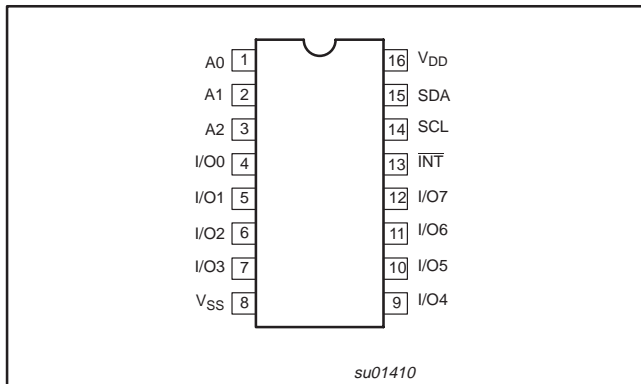 A0 1 16 VDD
A1 2 15 SDA
A2 3 14 SCL
I/O0 4 13 INT
I/O1 5 12 I/O7
I/O2 6 11 I/O6
I/O3 7 10 I/O5
VSS 8 9 I/O4
su01410